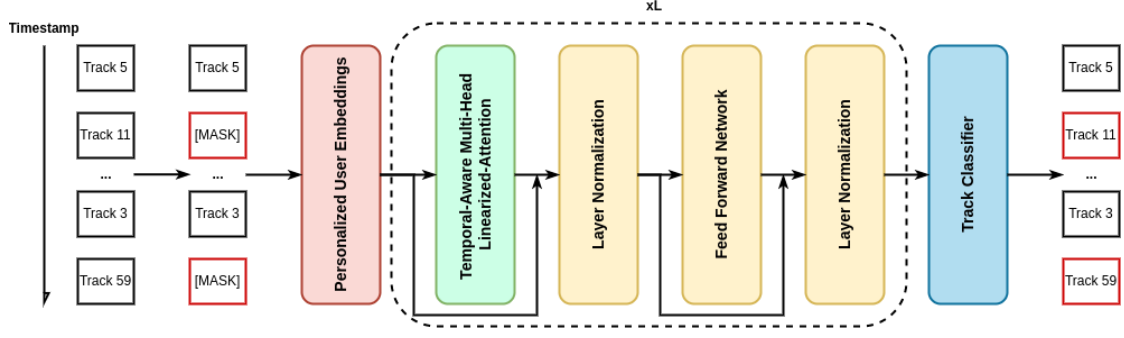 xL
Timestamp
Track 5
Track 11
...
Track 3
Track 59
Track 5
[MASK]
...
Track 3
[MASK]
Personalized User Embeddings
Temporal-Aware Multi-Head
Linearized-Attention
Layer Normalization
Feed Forward Network
Layer Normalization
Track Classifier
Track 5
Track 11
...
Track 3
Track 59